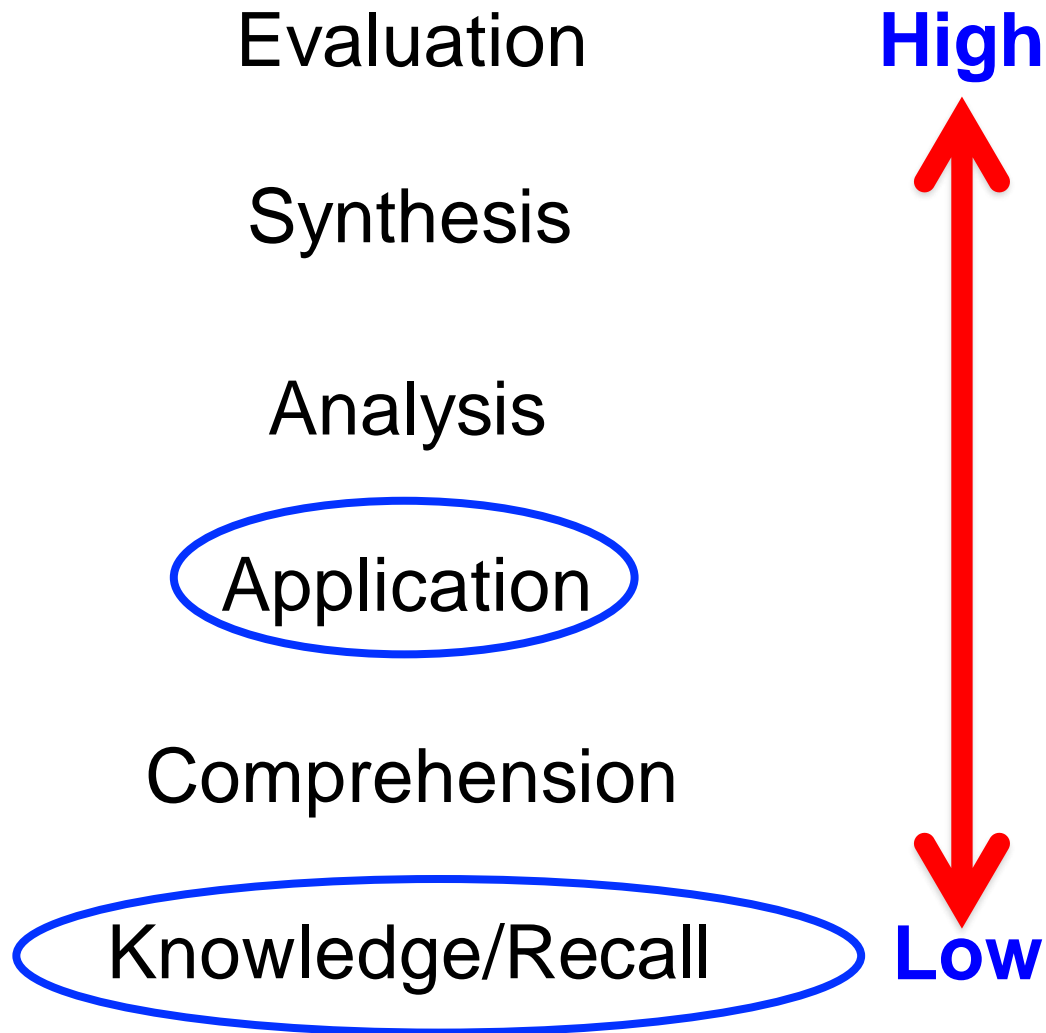 Evaluation High
Synthesis
Analysis
Application
Comprehension
Knowledge/Recall Low